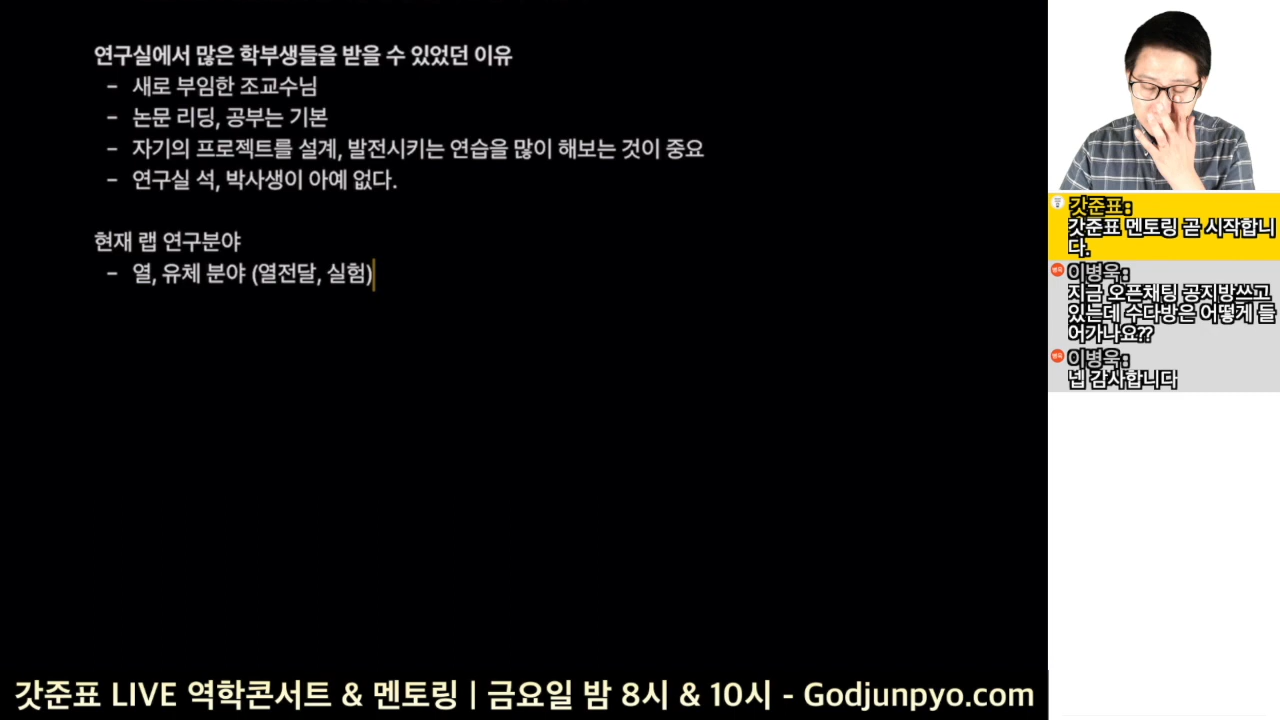 연구실에서 많은 학부생들을 받을 수 있었던 이유
- 새로 부임한 조교수님
- 논문 리딩, 공부는 기본
- 자기의 프로젝트를 설계, 발전시키는 연습을 많이 해보는 것이 중요
- 연구실 석, 박사생이 아예 없다.
현재 랩 연구분야
- 열, 유체 분야 (열전달, 실험)
갓준표:
갓준표 멘토링 곧 시작합니
다.
이병욱:
지금 오픈채팅 공지방쓰고
있는데 수다방은 어떻게 들
어가나요??
이병욱:
넵 감사합니다
갓준표 LIVE 역학콘서트 & 멘토링 | 금요일 밤 8시 & 10시 - Godjunpyo.com